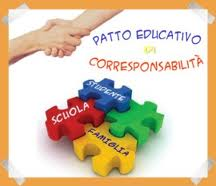 PATTO EDUCATIVO
DI
CORRESPONSABILITÀ
STUDENTE
SCUOLA
FAMIGLIA